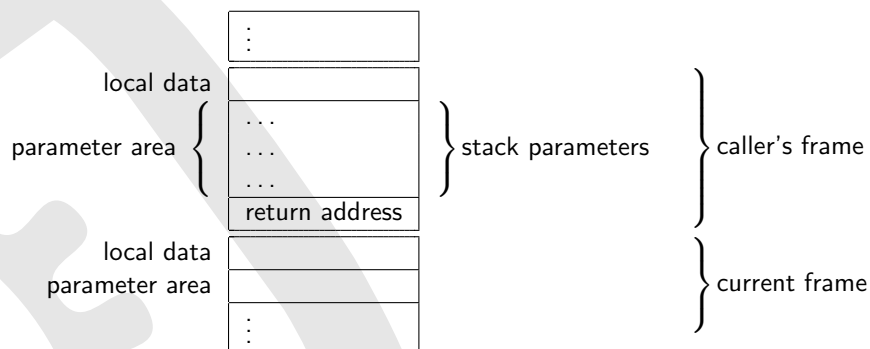 ⋮
local data
parameter area
. . .
. . .
. . .
stack parameters
caller's frame
return address
local data
parameter area
current frame
⋮